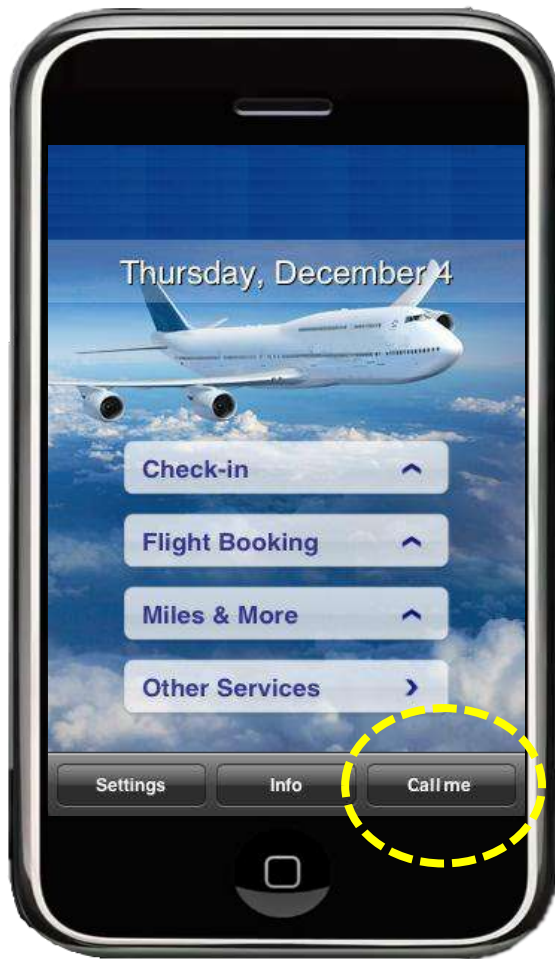 Thursday, December 4
Check-in
Flight Booking
Miles & More
Other Services
Settings Info Call me